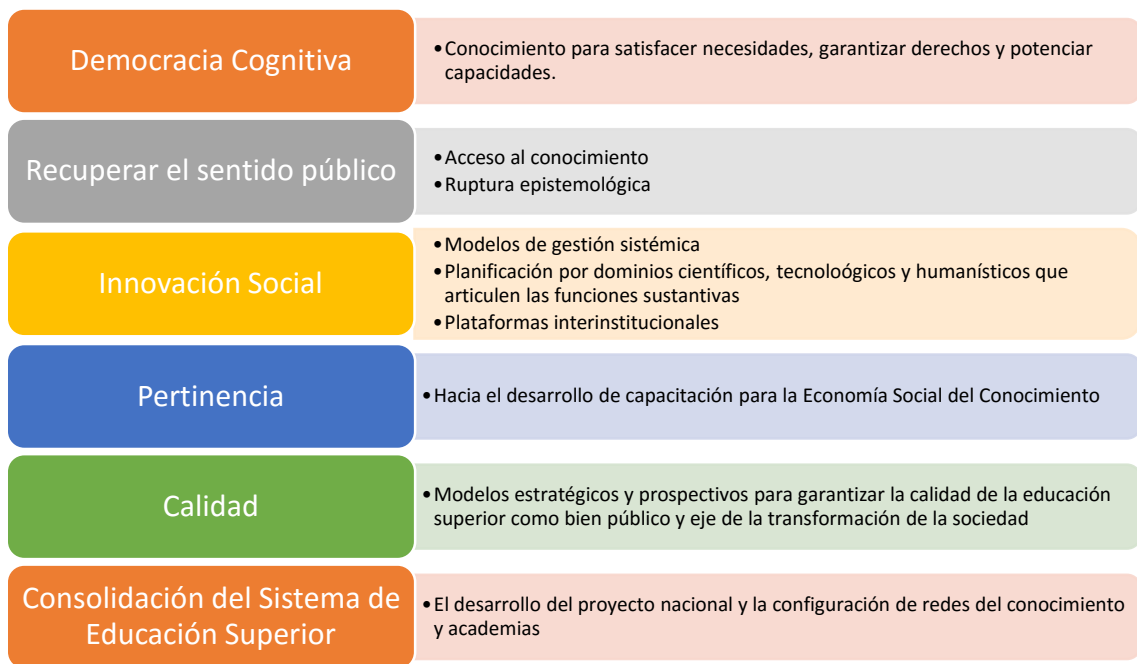 Democracia Cognitiva
•Conocimiento para satisfacer necesidades, garantizar derechos y potenciar
capacidades.
Recuperar el sentido público
•Acceso al conocimiento
•Ruptura epistemológica
Innovación Social
•Modelos de gestión sistémica
•Planificación por dominios científicos, tecnoloógicos y humanísticos que
articulen las funciones sustantivas
•Plataformas interinstitucionales
Pertinencia
•Hacia el desarrollo de capacitación para la Economía Social del Conocimiento
Calidad
•Modelos estratégicos y prospectivos para garantizar la calidad de la educación
superior como bien público y eje de la transformación de la sociedad
Consolidación del Sistema de
Educación Superior
•El desarrollo del proyecto nacional y la configuración de redes del conocimiento
y academias